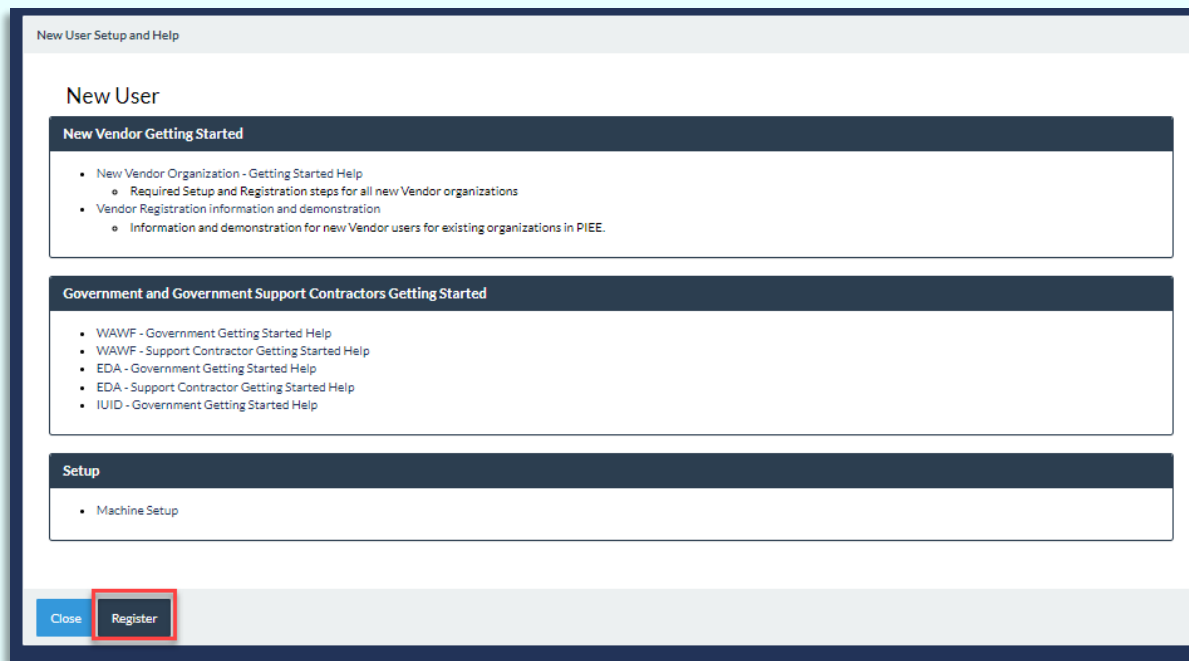 New User Setup and Help
New User
New Vendor Getting Started
New Vendor Organization - Getting Started Help
Required Setup and Registration steps for all new Vendor organizations
Vendor Registration information and demonstration
Information and demonstration for new Vendor users for existing organizations in PIEE.
Government and Government Support Contractors Getting Started
WAWF - Government Getting Started Help
WAWF - Support Contractor Getting Started Help
EDA - Government Getting Started Help
EDA - Support Contractor Getting Started Help
IUID - Government Getting Started Help
Setup
Machine Setup
Close Register